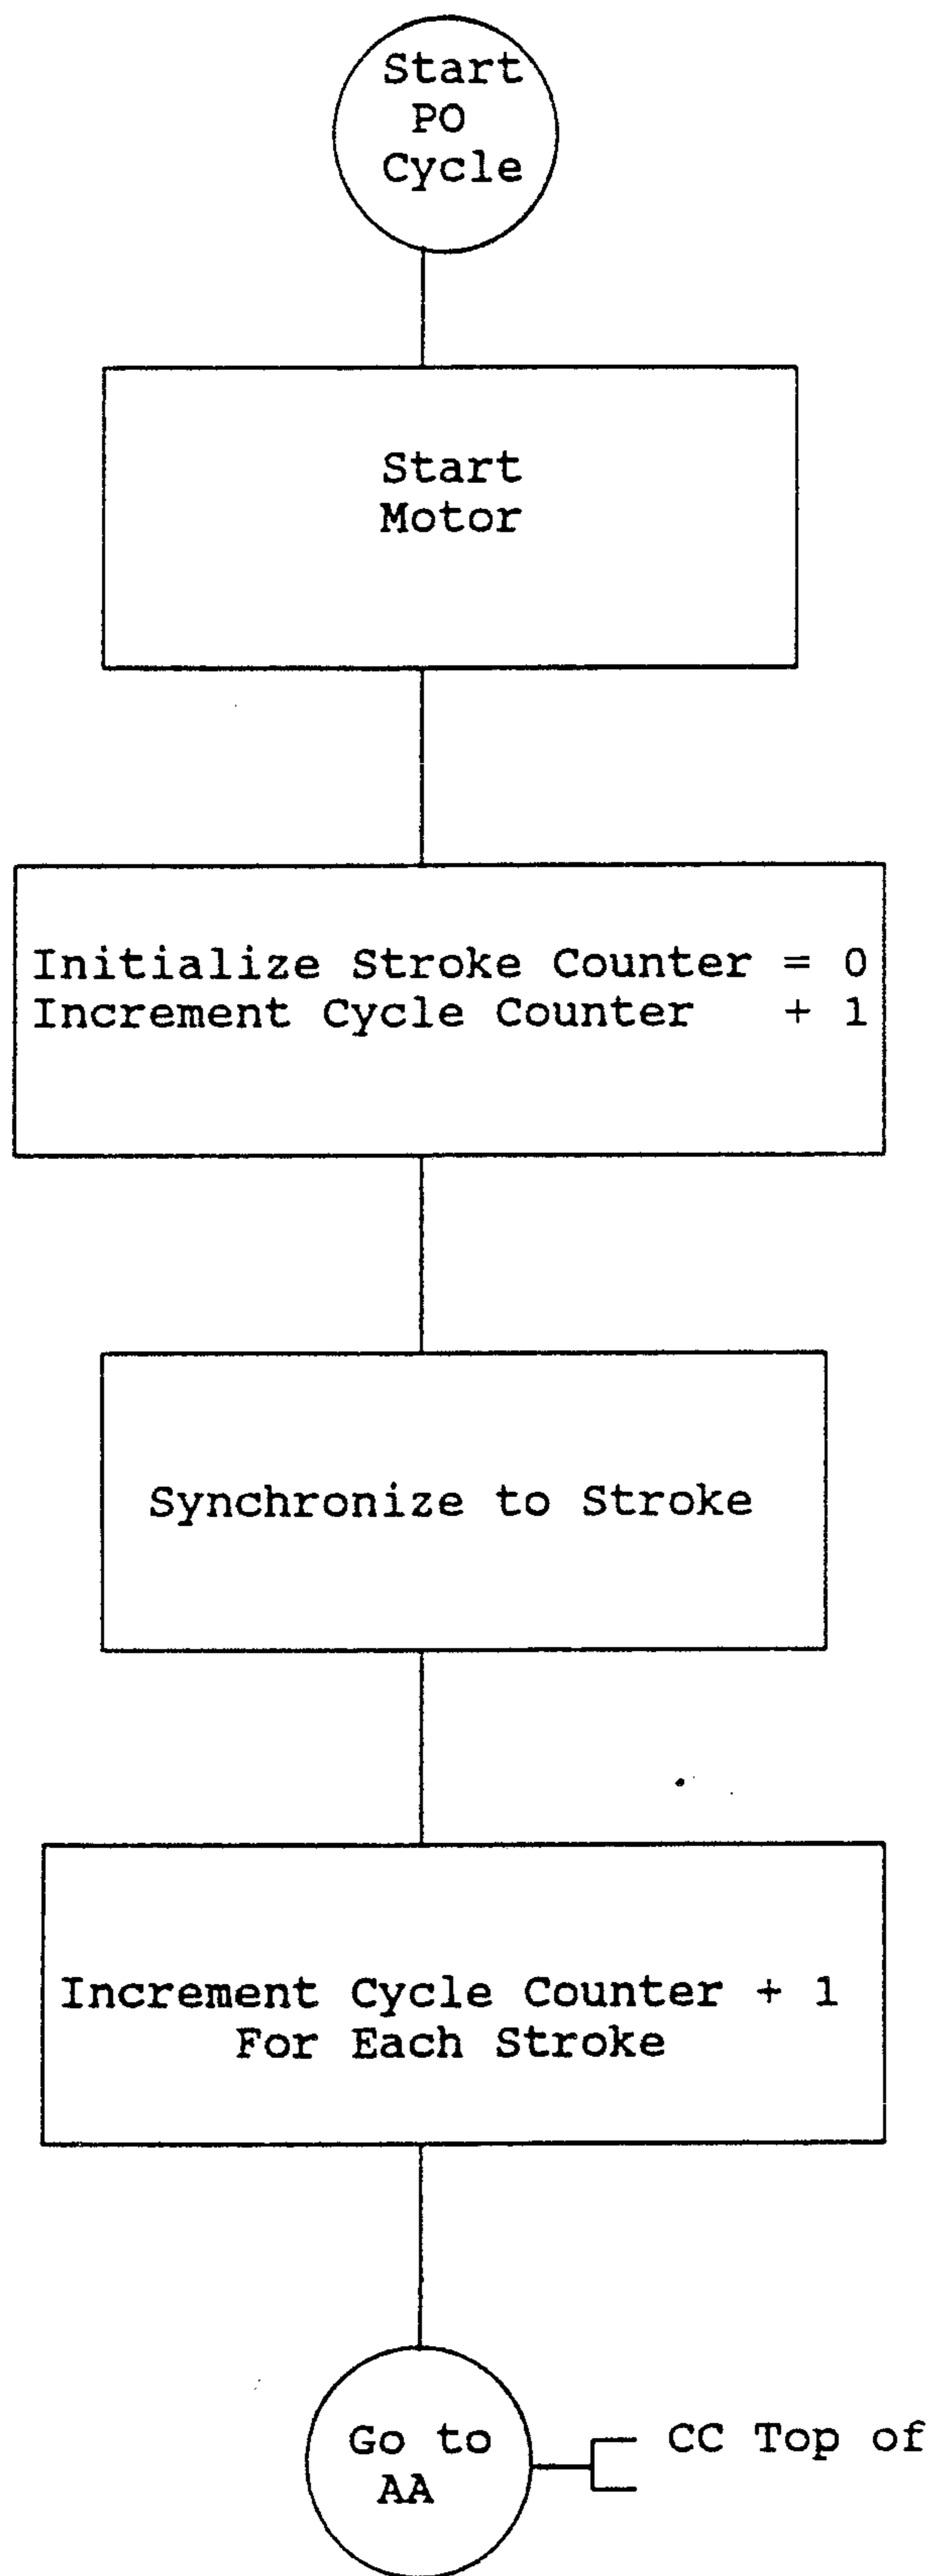 Start
PO
Cycle
Start
Motor
Initialize Stroke Counter = 0
Increment Cycle Counter + 1
Synchronize to Stroke
Increment Cycle Counter + 1
For Each Stroke
Go to
AA
CC Top of